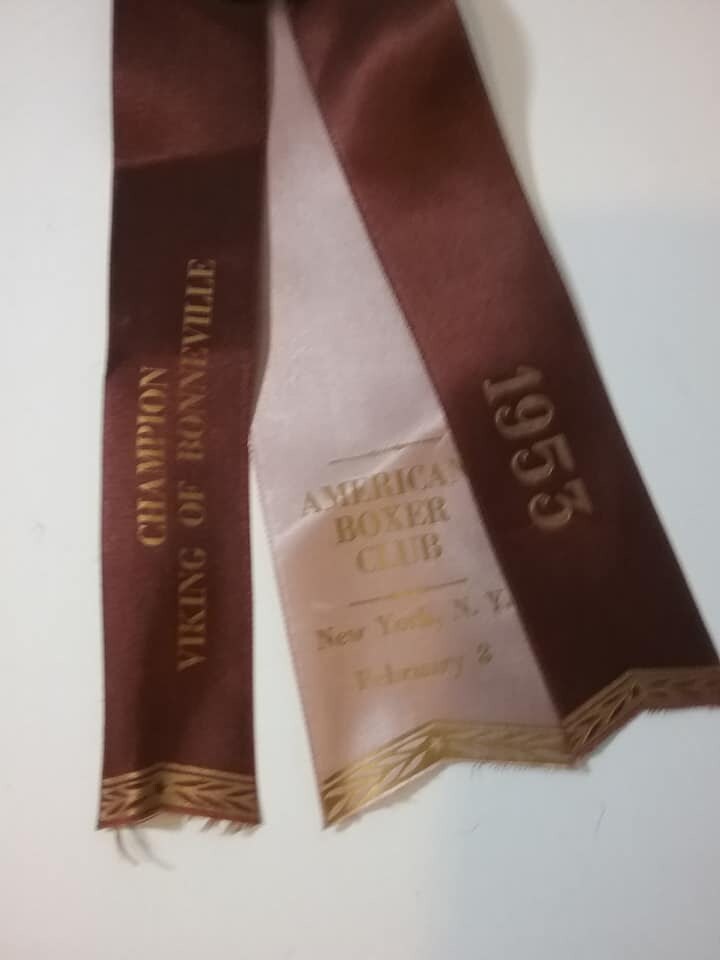 CHAMPION
VIKING OF BONNEVILLE
AMERICAN
BOXER
CLUB
New York, N. Y.
February 2
1953